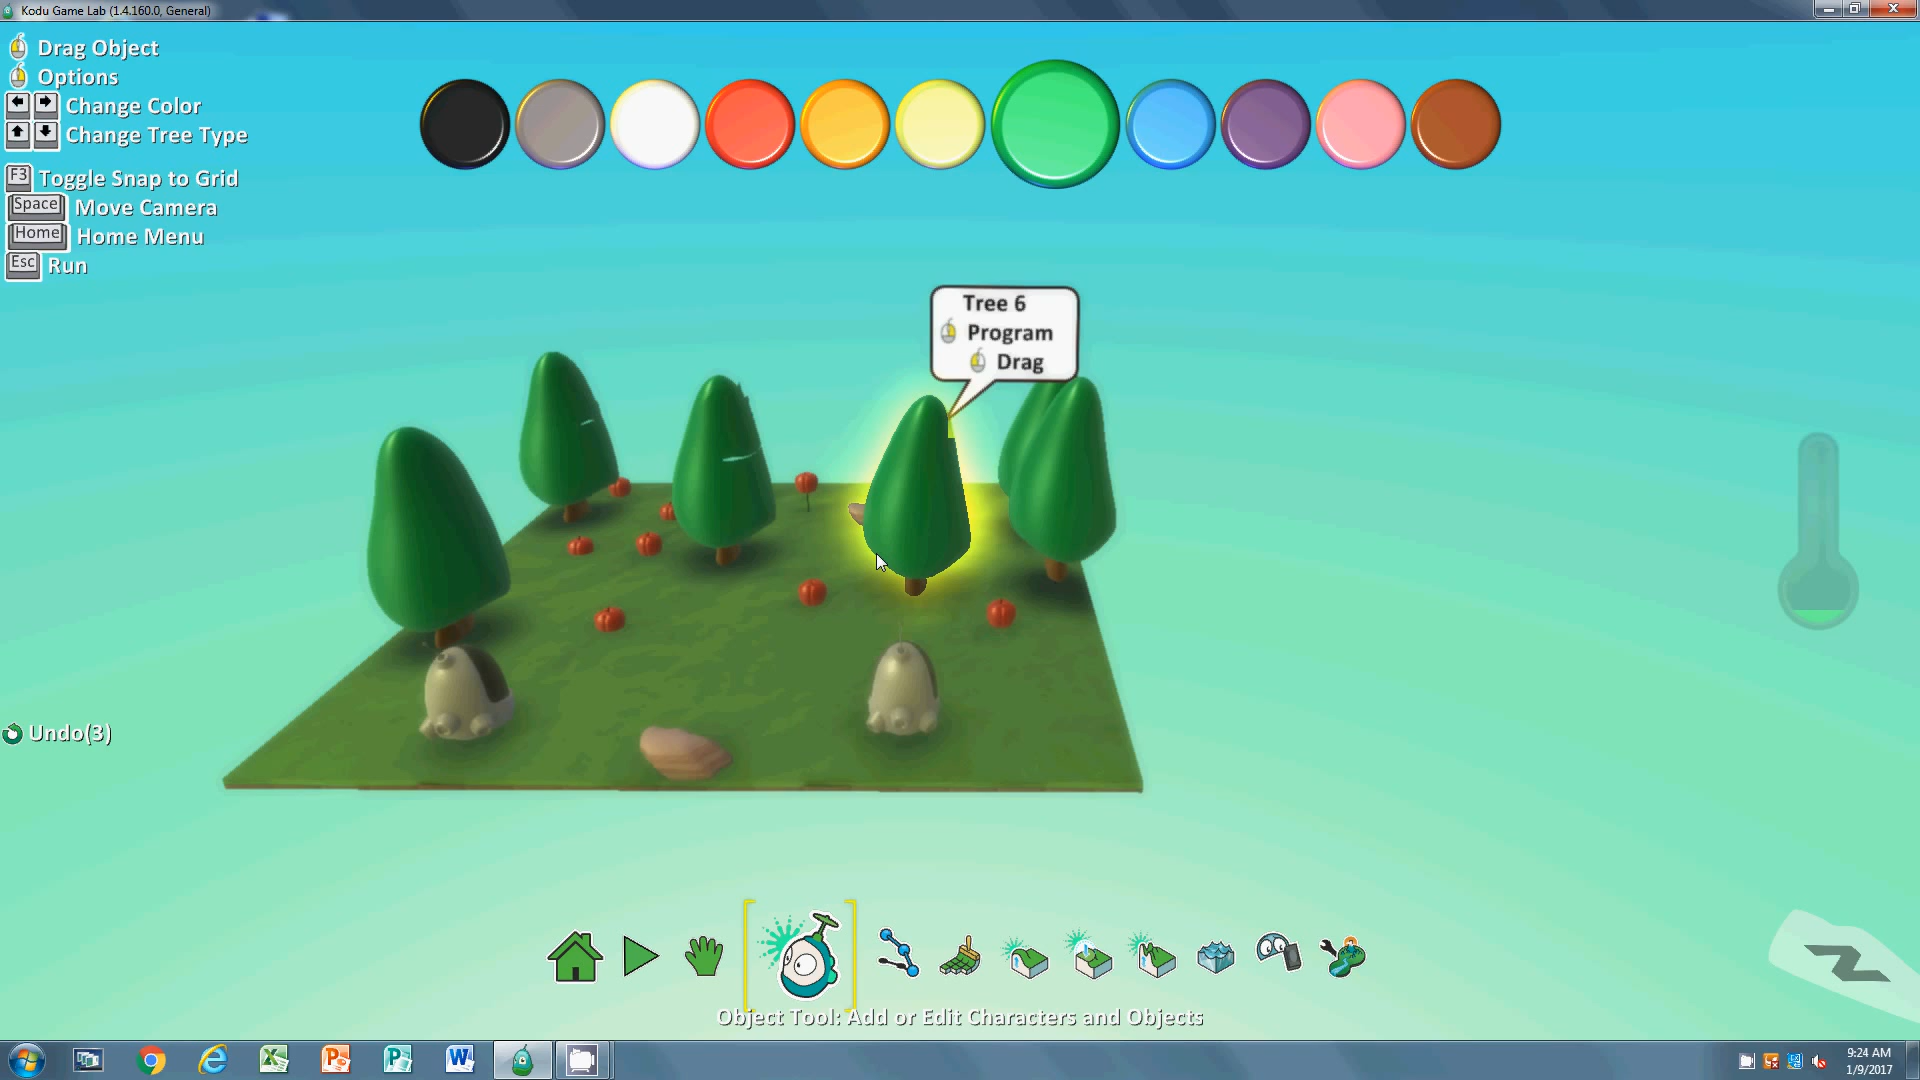 Kodu Game Lab (1.4.160.0, General)
Drag Object
Options
Change Color
Change Tree Type
F3 Toggle Snap to Grid
Space Move Camera
Home Home Menu
Esc Run
Tree 6
Program
Drag
Undo(3)
Object Tool: Add or Edit Characters and Objects
9:24 AM
1/9/2017